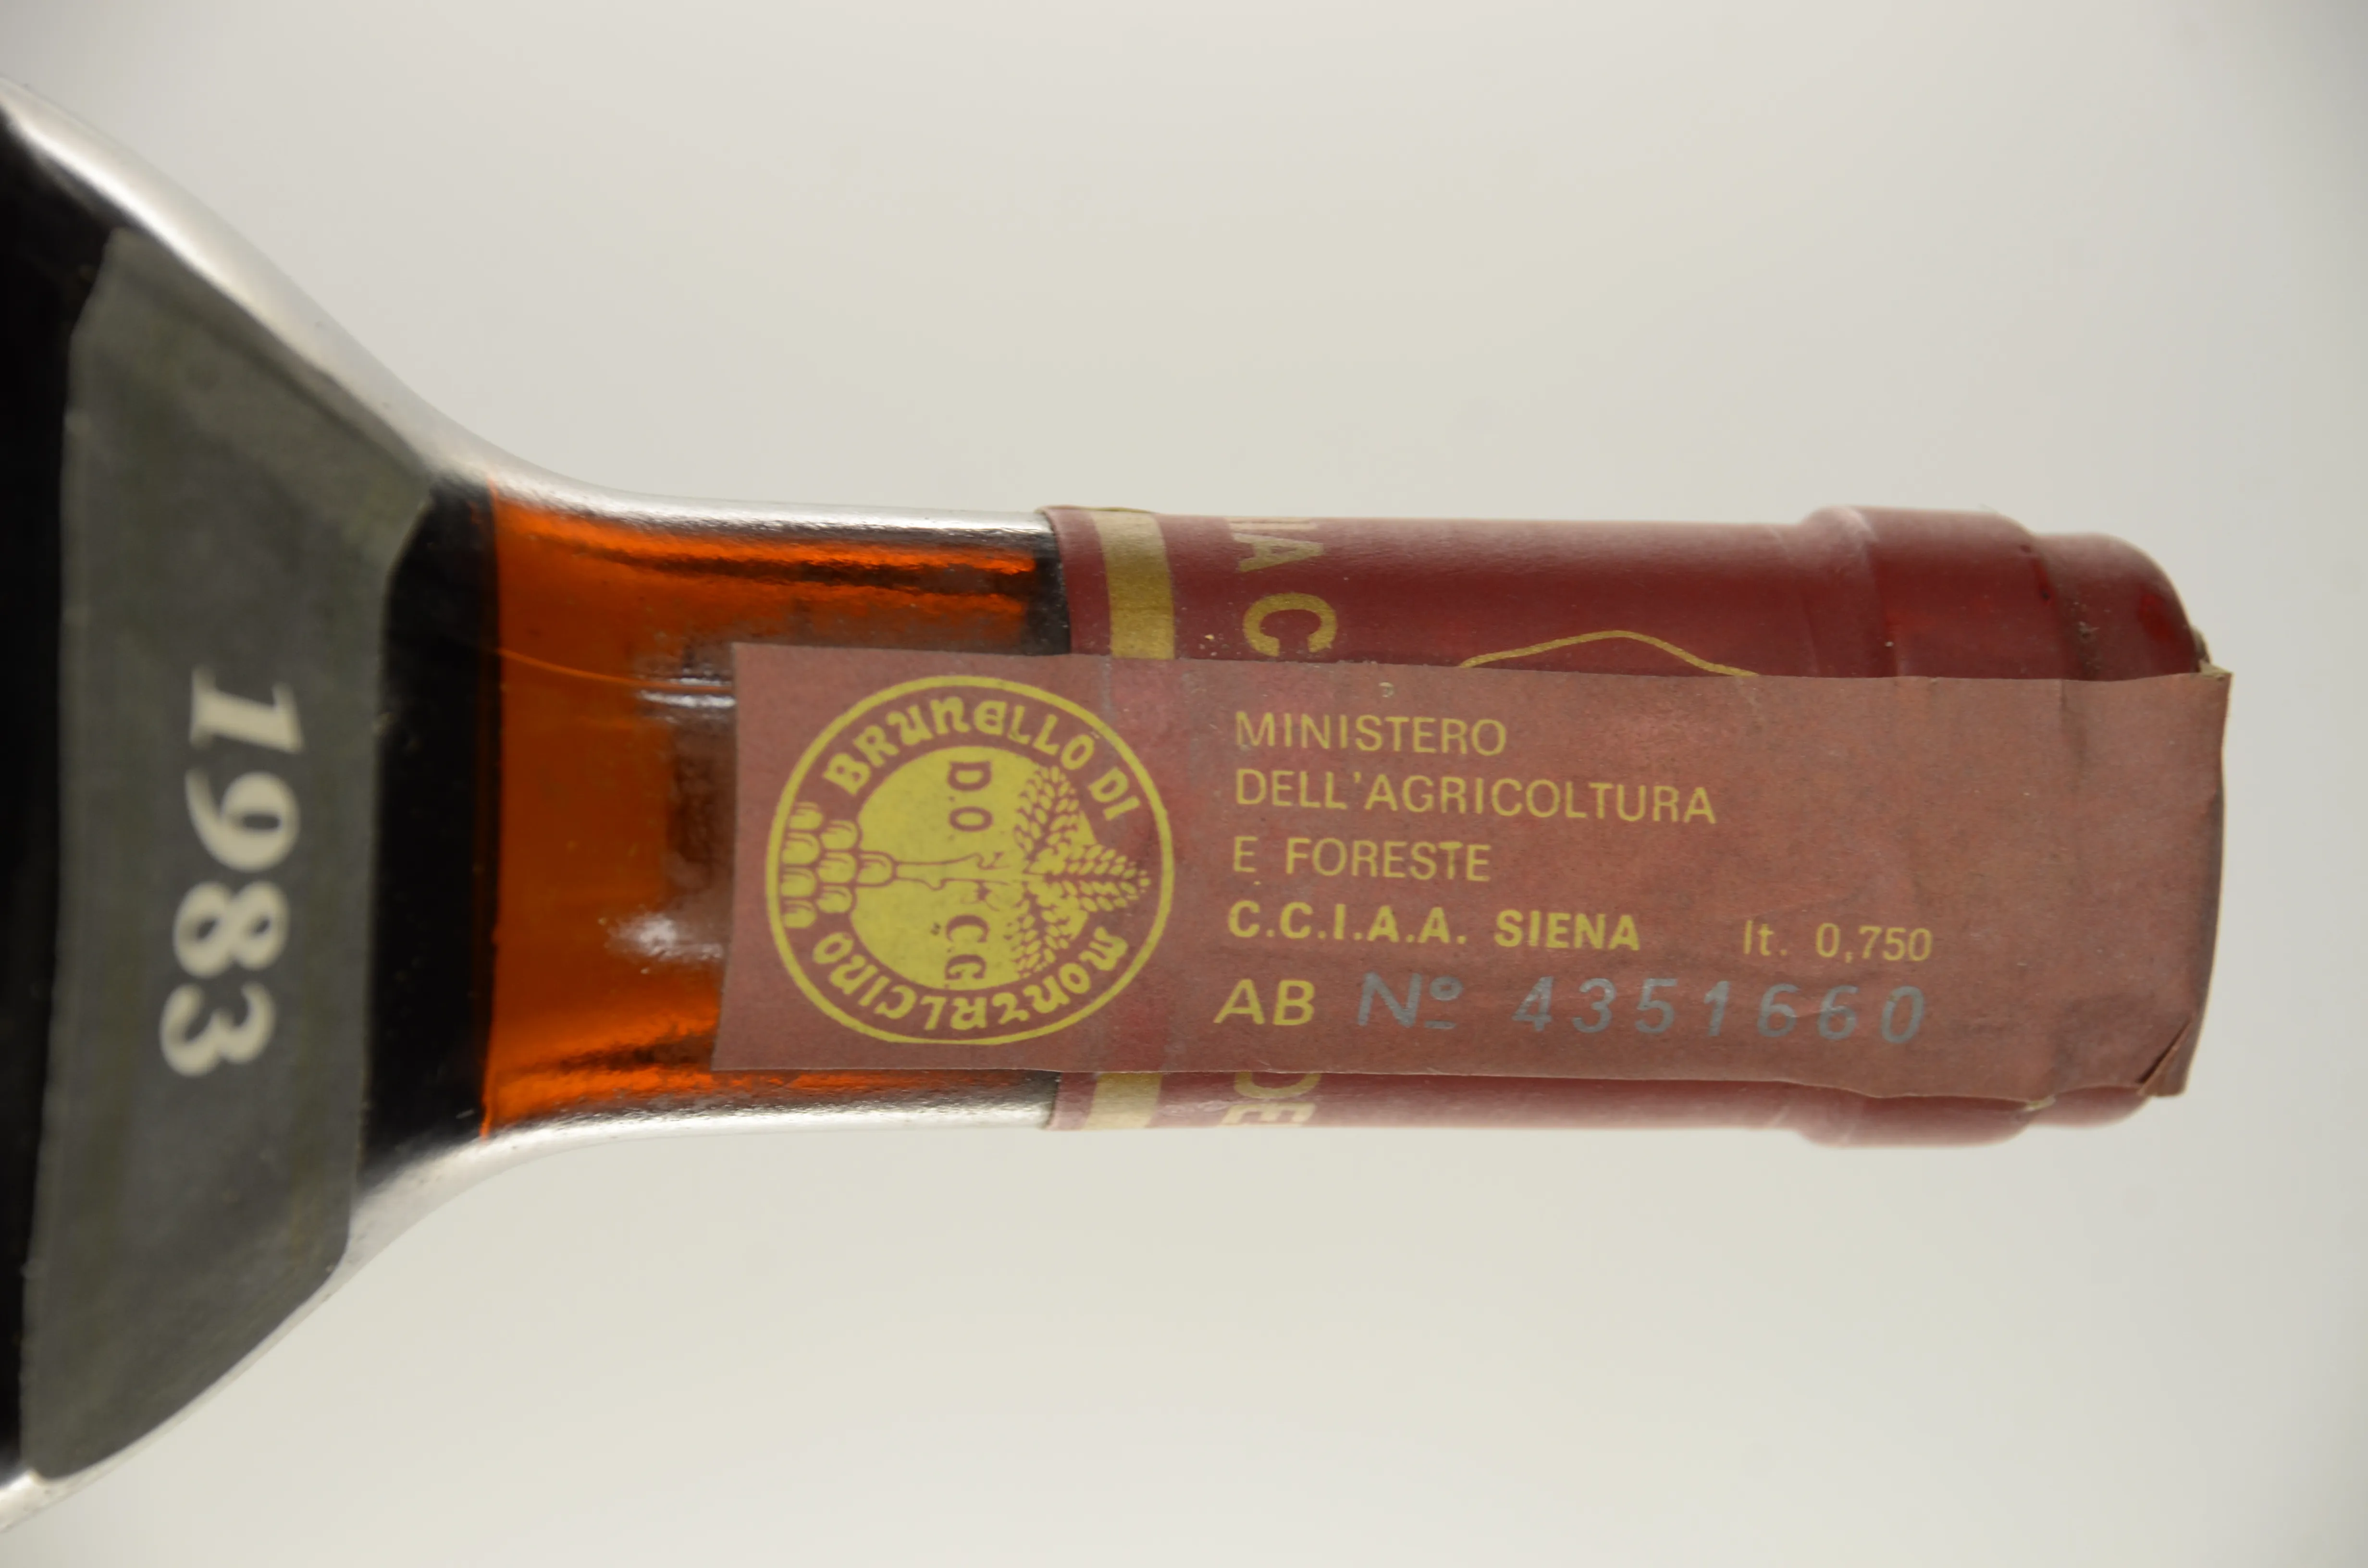 1983
BRUNELLO DI MONTALCINO
D.O.C.G
MINISTERO
DELL'AGRICOLTURA
E FORESTE
C.C.I.A.A. SIENA lt. 0,750
AB Nº 4351660